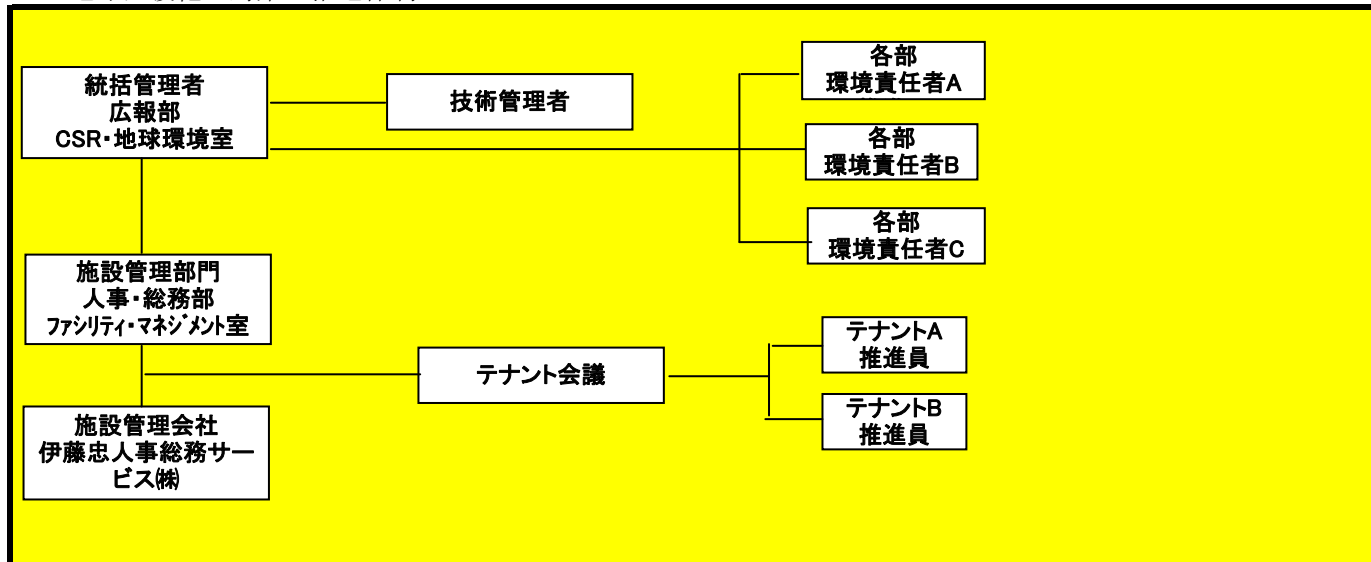 統括管理者
広報部
CSR・地球環境室
技術管理者
各部
環境責任者A
各部
環境責任者B
各部
環境責任者C
施設管理部門
人事・総務部
ﾌｧｼﾘﾃｨ・ﾏﾈｼﾞﾒﾝﾄ室
テナント会議
テナントA
推進員
テナントB
推進員
施設管理会社
伊藤忠人事総務サー
ビス㈱